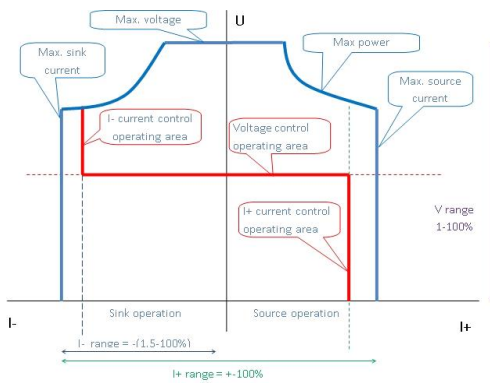 Max. voltage
U
Max. sink
current
Max power
Max. source
current
I- current control
operating area
Voltage control
operating area
I+ current control
operating area
V range
1-100%
Sink operation
Source operation
I-
I+
I- range = -(1.5-100%)
I+ range = +-100%